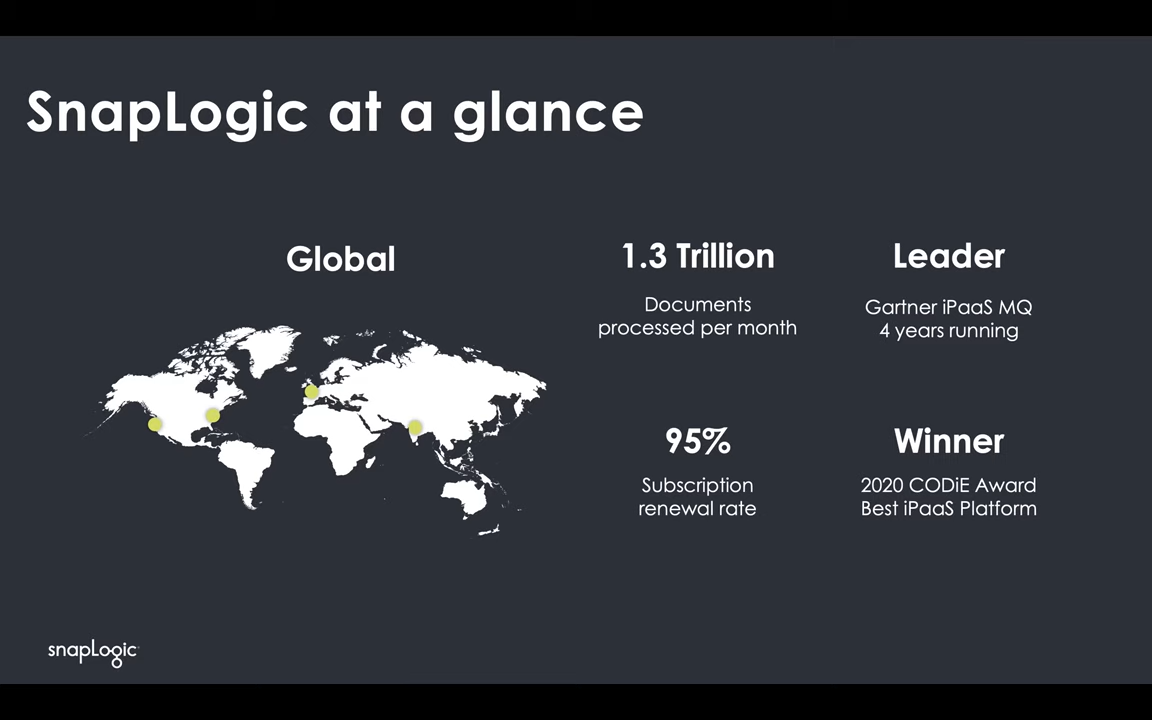 SnapLogic at a glance
Global
1.3 Trillion
Documents
processed per month
Leader
Gartner iPaaS MQ
4 years running
95%
Subscription
renewal rate
Winner
2020 CODiE Award
Best iPaaS Platform
snapLogic